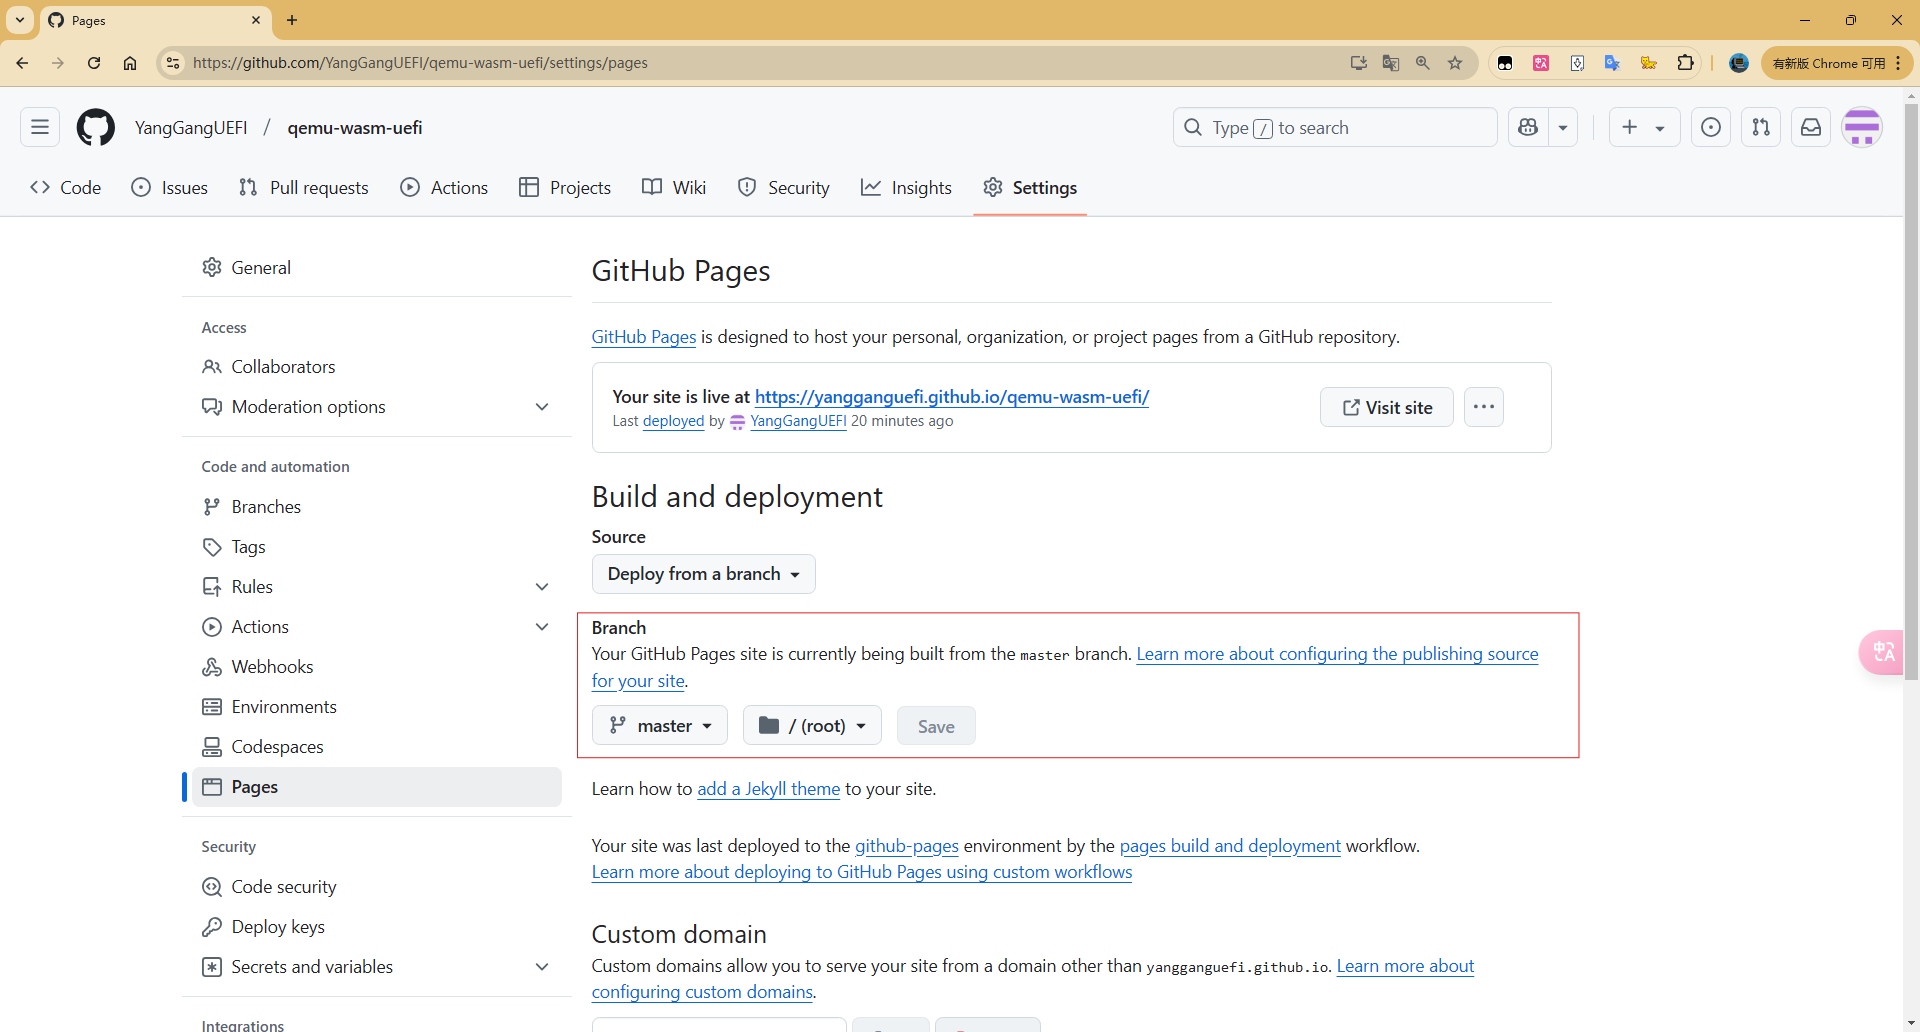 Pages
https://github.com/YangGangUEFI/qemu-wasm-uefi/settings/pages
有新版 Chrome 可用
YangGangUEFI / qemu-wasm-uefi
Type / to search
Code
Issues
Pull requests
Actions
Projects
Wiki
Security
Insights
Settings
General
Access
Collaborators
Moderation options
Code and automation
Branches
Tags
Rules
Actions
Webhooks
Environments
Codespaces
Pages
Security
Code security
Deploy keys
Secrets and variables
Integrations
GitHub Pages
GitHub Pages is designed to host your personal, organization, or project pages from a GitHub repository.
Your site is live at https://yangganguefi.github.io/qemu-wasm-uefi/
Last deployed by YangGangUEFI 20 minutes ago
Visit site
Build and deployment
Source
Deploy from a branch
Branch
Your GitHub Pages site is currently being built from the master branch. Learn more about configuring the publishing source
for your site.
master
/ (root)
Save
Learn how to add a Jekyll theme to your site.
Your site was last deployed to the github-pages environment by the pages build and deployment workflow.
Learn more about deploying to GitHub Pages using custom workflows
Custom domain
Custom domains allow you to serve your site from a domain other than yangganguefi.github.io. Learn more about
configuring custom domains.